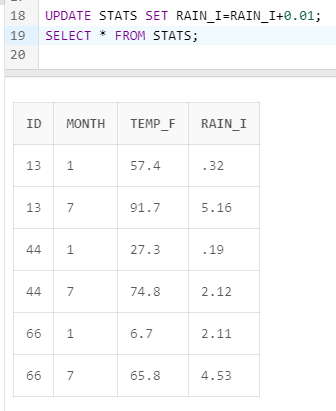 18 UPDATE STATS SET RAIN_I=RAIN_I+0.01;
19 SELECT * FROM STATS;
20
ID MONTH TEMP_F RAIN_I
13 1 57.4 .32
13 7 91.7 5.16
44 1 27.3 .19
44 7 74.8 2.12
66 1 6.7 2.11
66 7 65.8 4.53